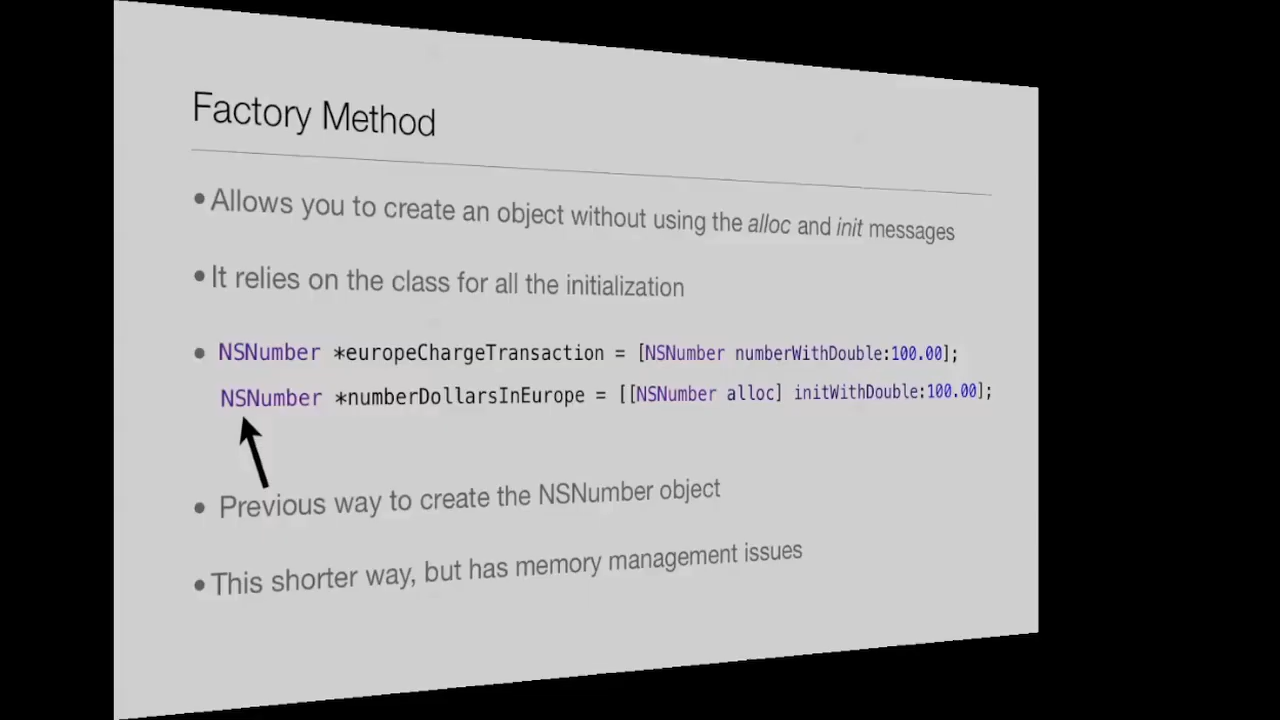 Factory Method
• Allows you to create an object without using the alloc and init messages
• It relies on the class for all the initialization
• NSNumber *europeChargeTransaction = [NSNumber numberWithDouble:100.00];
NSNumber *numberDollarsInEurope = [[NSNumber alloc] initWithDouble:100.00];
• Previous way to create the NSNumber object
• This shorter way, but has memory management issues